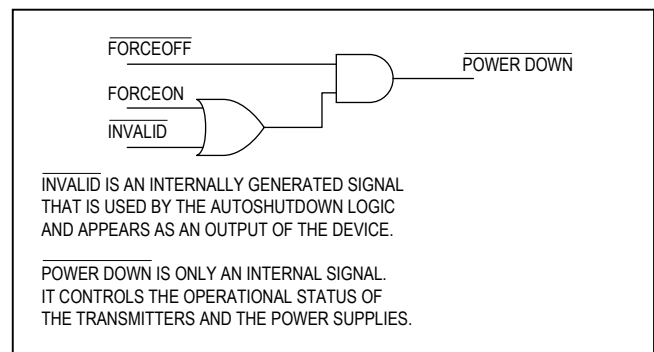 FORCEOFF
POWER DOWN
FORCEON
INVALID
INVALID IS AN INTERNALLY GENERATED SIGNAL
THAT IS USED BY THE AUTOSHUTDOWN LOGIC
AND APPEARS AS AN OUTPUT OF THE DEVICE.
POWER DOWN IS ONLY AN INTERNAL SIGNAL.
IT CONTROLS THE OPERATIONAL STATUS OF
THE TRANSMITTERS AND THE POWER SUPPLIES.